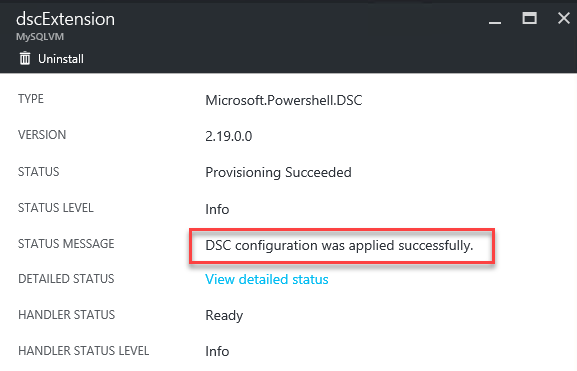 dscExtension
MySQLVM
Uninstall
TYPE Microsoft.Powershell.DSC
VERSION 2.19.0.0
STATUS Provisioning Succeeded
STATUS LEVEL Info
STATUS MESSAGE DSC configuration was applied successfully.
DETAILED STATUS View detailed status
HANDLER STATUS Ready
HANDLER STATUS LEVEL Info